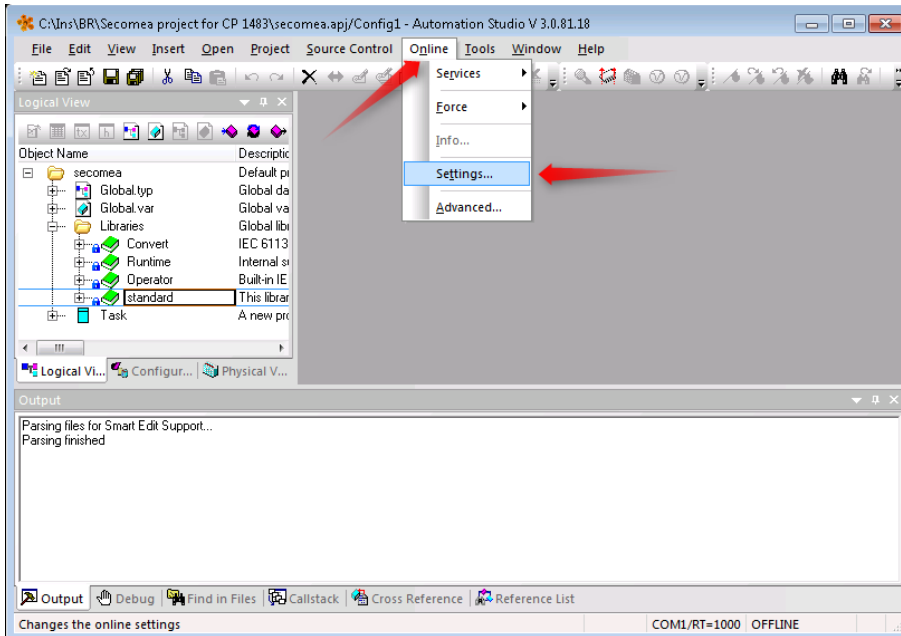 C:\Ins\BR\Secomea project for CP 1483\secomea.apj/Config1 - Automation Studio V 3.0.81.18
File Edit View Insert Open Project Source Control Online Tools Window Help
Services
Force
Info...
Settings...
Advanced...
Logical View
Object Name Descriptic
secomea Default pr
Global.typ Global da
Global.var Global va
Libraries Global libr
Convert IEC 6113
Runtime Internal su
Operator Built-in IE
standard This librar
Task A new pro
Logical Vi... Configur... Physical V...
Output
Parsing files for Smart Edit Support...
Parsing finished
Output Debug Find in Files Callstack Cross Reference Reference List
Changes the online settings COM1/RT=1000 OFFLINE